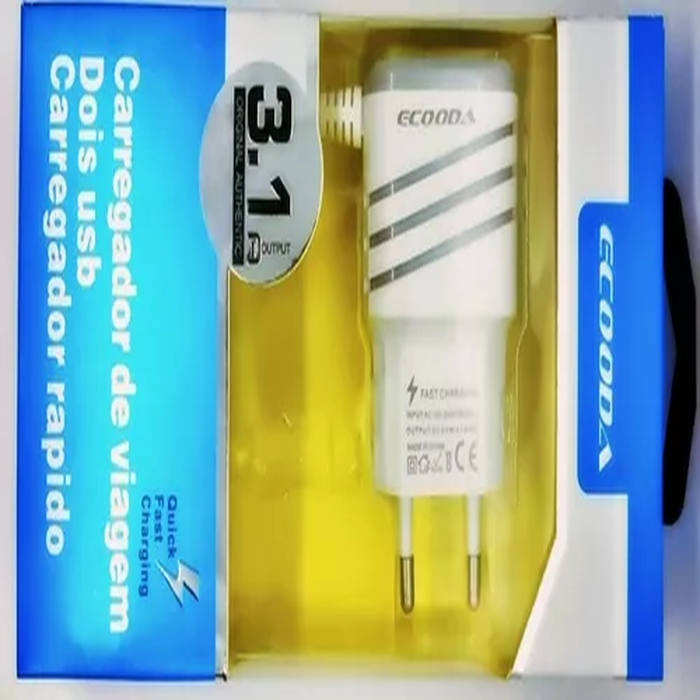 Carregador de viagem
Dois usb
Carregador rapido
Quick
Fast
Charging
3.1
ORIGINAL AUTHENTIC
OUTPUT
ECOODA
FAST CHARGING
CE
ECOODA